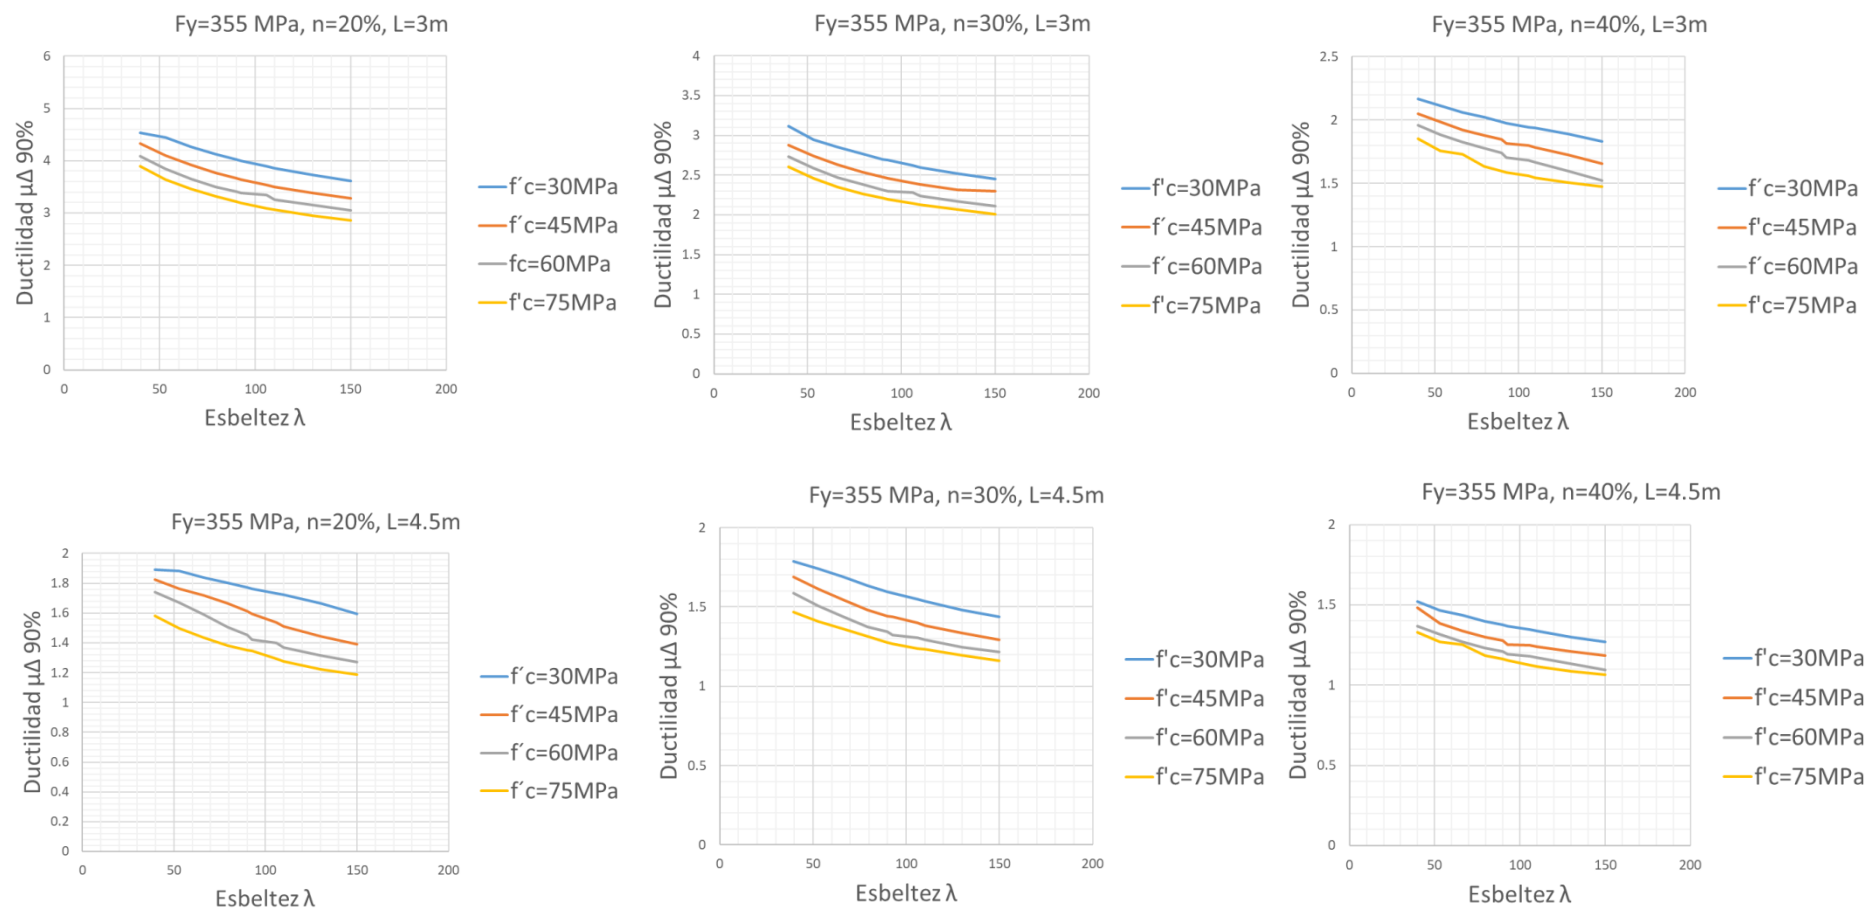 Fy=355 MPa, n=20%, L=3m
6
5
4
3
2
1
0
0 50 100 150 200
Ductilidad μΔ 90%
Esbeltez λ
f´c=30MPa
f´c=45MPa
fc=60MPa
f'c=75MPa
Fy=355 MPa, n=30%, L=3m
4
3.5
3
2.5
2
1.5
1
0.5
0
0 50 100 150 200
Ductilidad μΔ 90%
Esbeltez λ
f'c=30MPa
f´c=45MPa
f´c=60MPa
f'c=75MPa
Fy=355 MPa, n=40%, L=3m
2.5
2
1.5
1
0.5
0
0 50 100 150 200
Ductilidad μΔ 90%
Esbeltez λ
f´c=30MPa
f'c=45MPa
f´c=60MPa
f'c=75MPa
Fy=355 MPa, n=20%, L=4.5m
2
1.8
1.6
1.4
1.2
1
0.8
0.6
0.4
0.2
0
0 50 100 150 200
Ductilidad μΔ 90%
Esbeltez λ
f´c=30MPa
f´c=45MPa
f´c=60MPa
f´c=75MPa
Fy=355 MPa, n=30%, L=4.5m
2
1.5
1
0.5
0
0 50 100 150 200
Ductilidad μΔ 90%
Esbeltez λ
f'c=30MPa
f'c=45MPa
f'c=60MPa
f'c=75MPa
Fy=355 MPa, n=40%, L=4.5m
2
1.5
1
0.5
0
0 50 100 150 200
Ductilidad μΔ 90%
Esbeltez λ
f'c=30MPa
f'c=45MPa
f'c=60MPa
f'c=75MPa